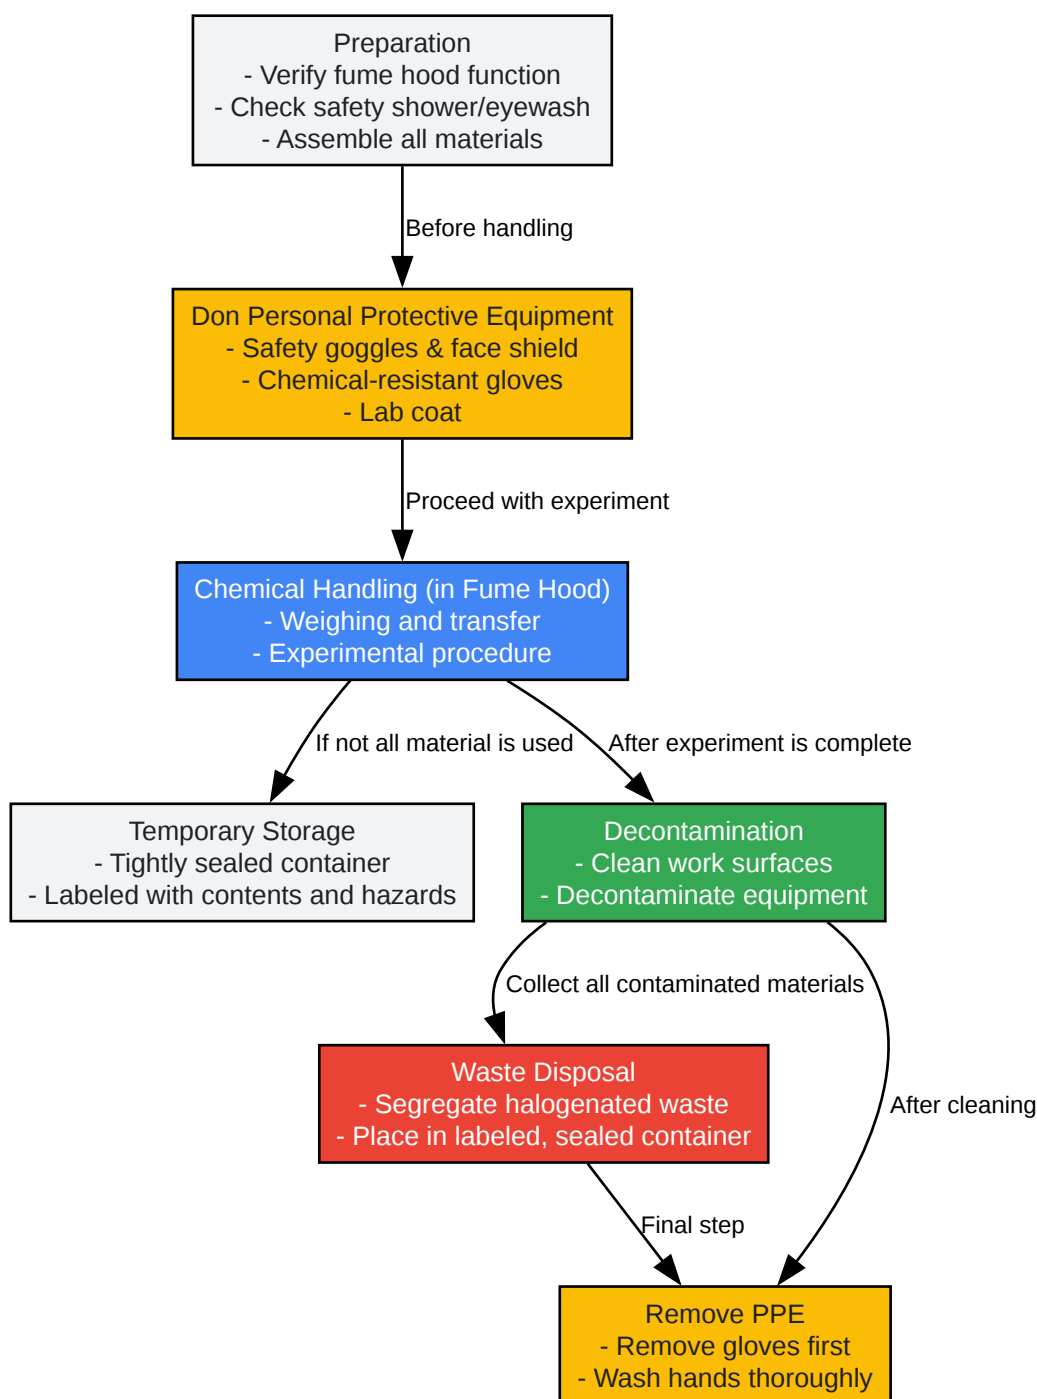 Preparation
- Verify fume hood function
- Check safety shower/eyewash
- Assemble all materials
Before handling
Don Personal Protective Equipment
- Safety goggles & face shield
- Chemical-resistant gloves
- Lab coat
Proceed with experiment
Chemical Handling (in Fume Hood)
- Weighing and transfer
- Experimental procedure
If not all material is used
After experiment is complete
Temporary Storage
- Tightly sealed container
- Labeled with contents and hazards
Decontamination
- Clean work surfaces
- Decontaminate equipment
Collect all contaminated materials
Waste Disposal
- Segregate halogenated waste
- Place in labeled, sealed container
After cleaning
Final step
Remove PPE
- Remove gloves first
- Wash hands thoroughly